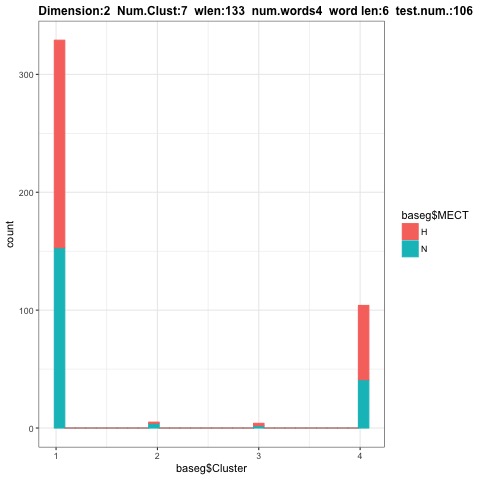 Dimension:2  Num.Clust:7  wlen:133  num.words4  word len:6  test.num.:106
300
200
100
0
count
1 2 3 4
baseg$Cluster
baseg$MECT
H
N